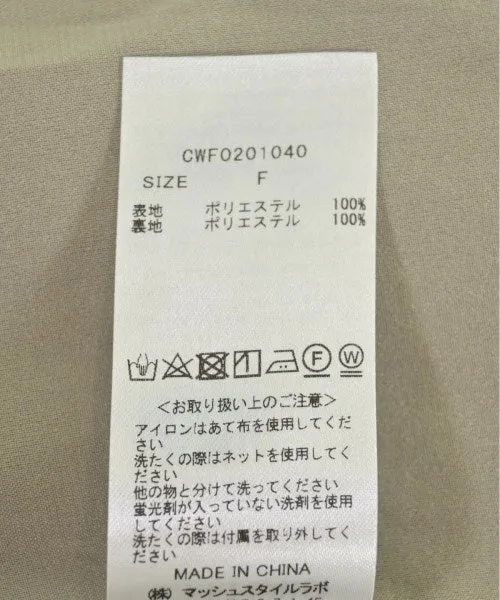 CWF0201040
SIZE F
表地 ポリエステル 100%
裏地 ポリエステル 100%
F W
<お取り扱い上のご注意>
アイロンはあて布を使用してくだ
さい
洗たくの際はネットを使用してく
ださい
他の物と分けて洗ってください
蛍光剤が入っていない洗剤を使用
してください
洗たくの際は付属を取り外してく
ださい
MADE IN CHINA
(株) マッシュスタイルラボ